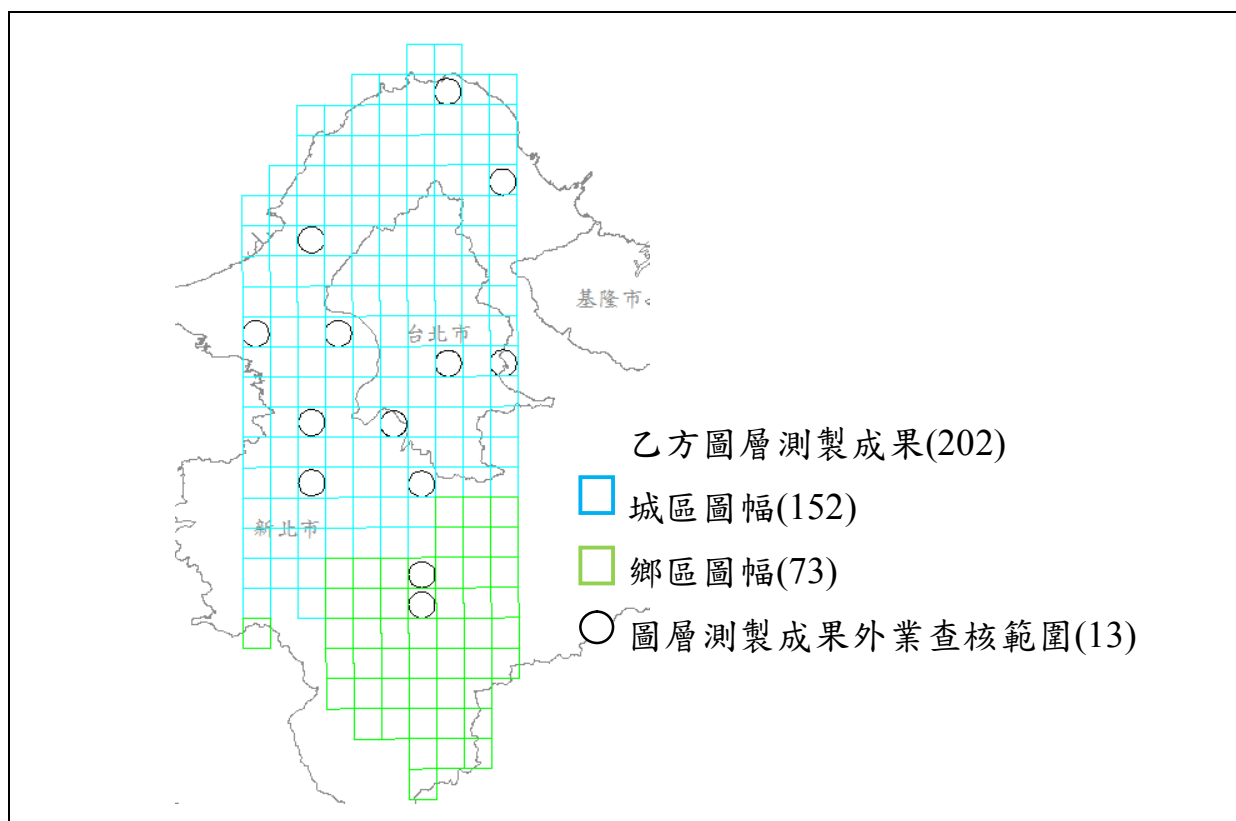 基隆市
台北市
乙方圖層測製成果(202)
城區圖幅(152)
新北市
鄉區圖幅(73)
圖層測製成果外業查核範圍(13)